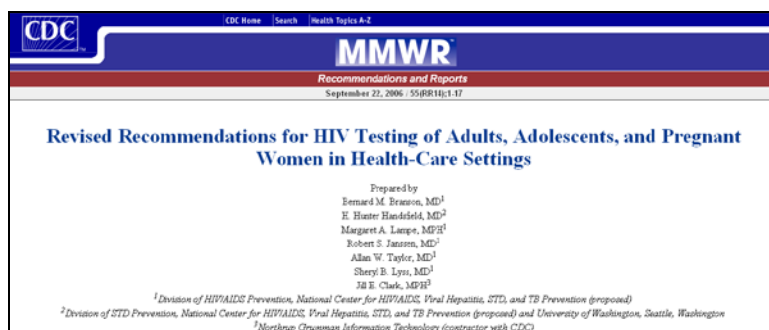 CDC
CDC Home Search Health Topics A-Z
MMWR
Recommendations and Reports
September 22, 2006 / 55(RR14);1-17
Revised Recommendations for HIV Testing of Adults, Adolescents, and Pregnant
Women in Health-Care Settings
Prepared by
Bernard M. Branson, MD1
H. Hunter Handsfield, MD2
Margaret A. Lampe, MPH1
Robert S. Janssen, MD1
Allan W. Taylor, MD1
Sheryl B. Lyss, MD1
Jill E. Clark, MPH3
1Division of HIV/AIDS Prevention, National Center for HIV/AIDS, Viral Hepatitis, STD, and TB Prevention (proposed)
2Division of STD Prevention, National Center for HIV/AIDS, Viral Hepatitis, STD, and TB Prevention (proposed) and University of Washington, Seattle, Washington
3Northrup Grumman Information Technology (contractor with CDC)